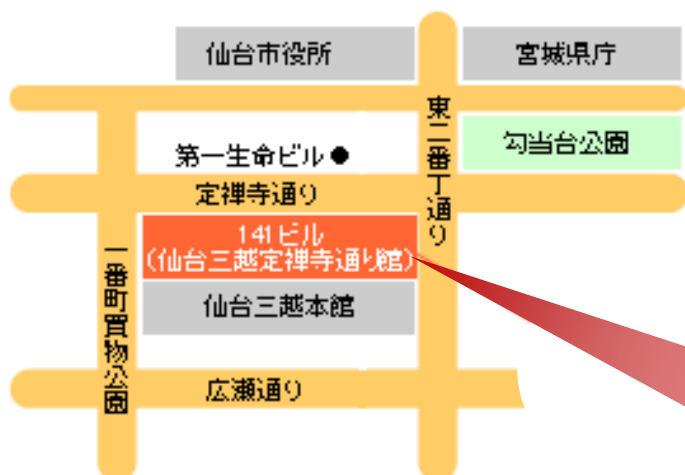 仙台市役所
宮城県庁
東二番丁通り
勾当台公園
第一生命ビル
定禅寺通り
141ビル
(仙台三越定禅寺通り館)
一番町買物公園
仙台三越本館
広瀬通り